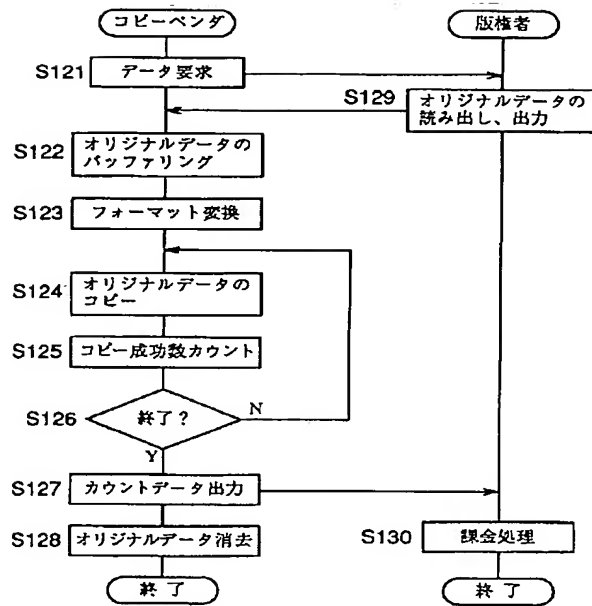 コピーベンダ
版権者
S121
データ要求
S129
オリジナルデータの
読み出し、出力
S122
オリジナルデータの
バッファリング
S123
フォーマット変換
S124
オリジナルデータの
コピー
S125
コピー成功数カウント
S126
終了?
N
Y
S127
カウントデータ出力
S128
オリジナルデータ消去
S130
課金処理
終了
終了